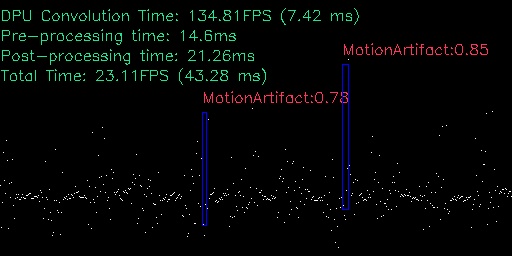 DPU Convolution Time: 134.81FPS (7.42 ms)
Pre-processing time: 14.6ms
Post-processing time: 21.26ms
Total Time: 23.11FPS (43.28 ms)
MotionArtifact:0.85
MotionArtifact:0.78